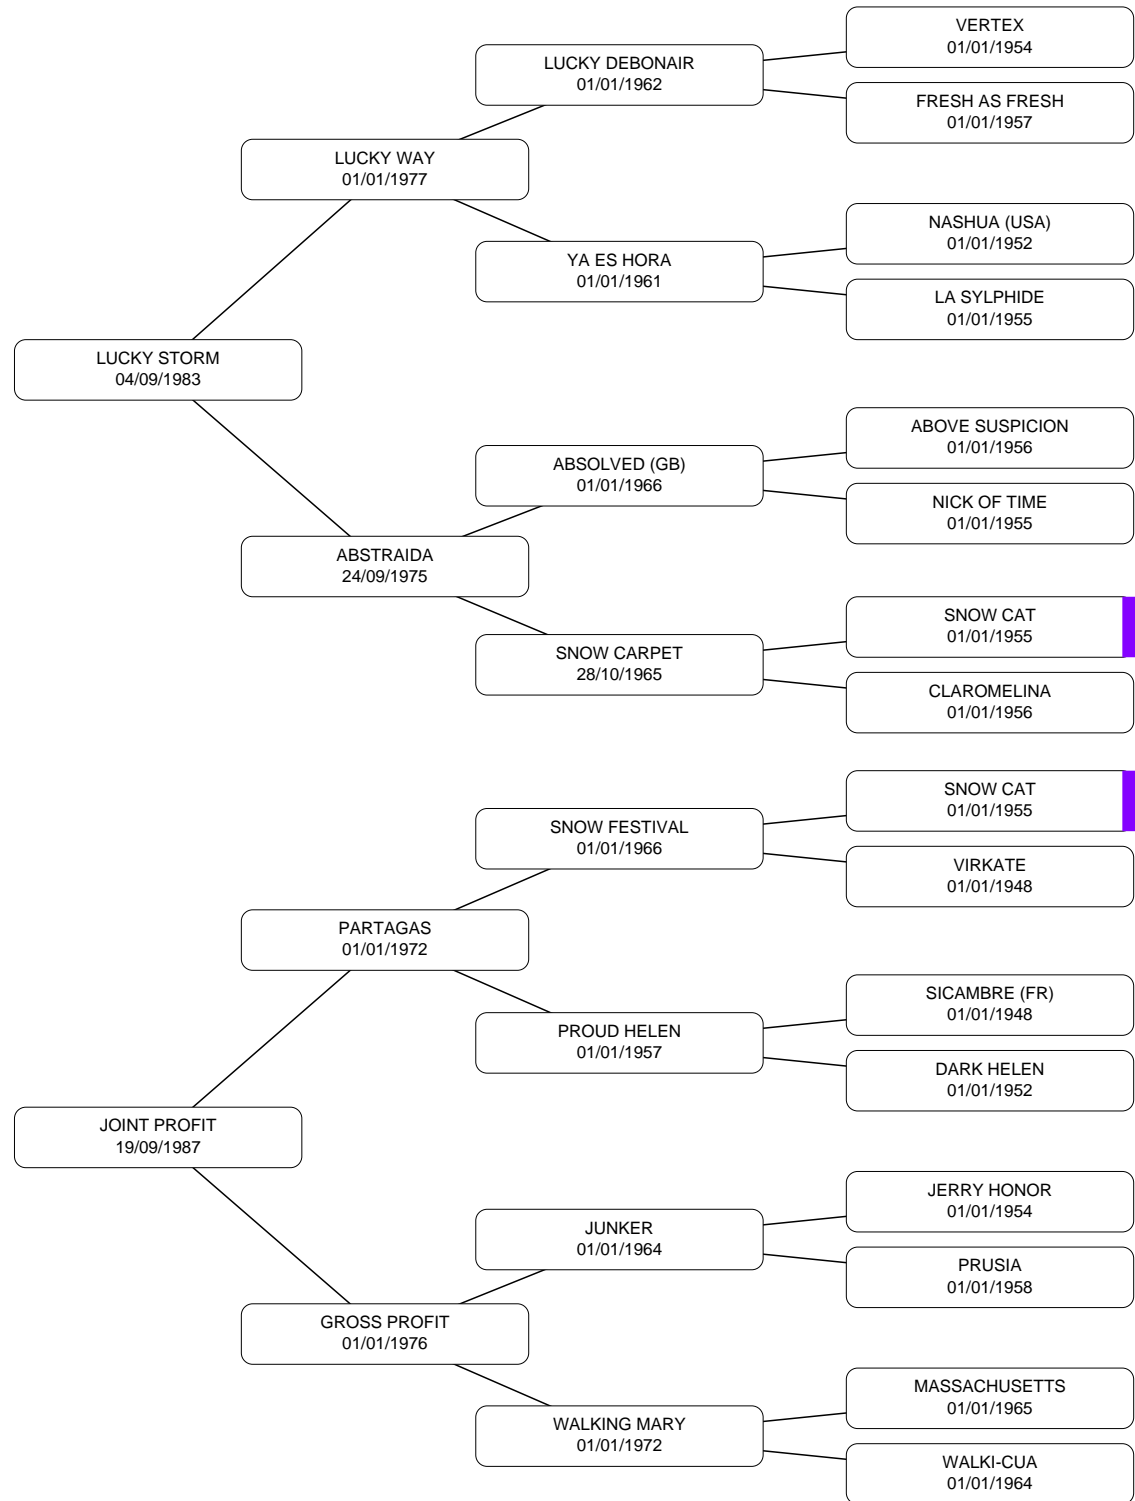 VERTEX
01/01/1954
LUCKY DEBONAIR
01/01/1962
FRESH AS FRESH
01/01/1957
LUCKY WAY
01/01/1977
NASHUA (USA)
01/01/1952
YA ES HORA
01/01/1961
LA SYLPHIDE
01/01/1955
LUCKY STORM
04/09/1983
ABOVE SUSPICION
01/01/1956
ABSOLVED (GB)
01/01/1966
NICK OF TIME
01/01/1955
ABSTRAIDA
24/09/1975
SNOW CAT
01/01/1955
SNOW CARPET
28/10/1965
CLAROMELINA
01/01/1956
SNOW CAT
01/01/1955
SNOW FESTIVAL
01/01/1966
VIRKATE
01/01/1948
PARTAGAS
01/01/1972
SICAMBRE (FR)
01/01/1948
PROUD HELEN
01/01/1957
DARK HELEN
01/01/1952
JOINT PROFIT
19/09/1987
JERRY HONOR
01/01/1954
JUNKER
01/01/1964
PRUSIA
01/01/1958
GROSS PROFIT
01/01/1976
MASSACHUSETTS
01/01/1965
WALKING MARY
01/01/1972
WALKI-CUA
01/01/1964